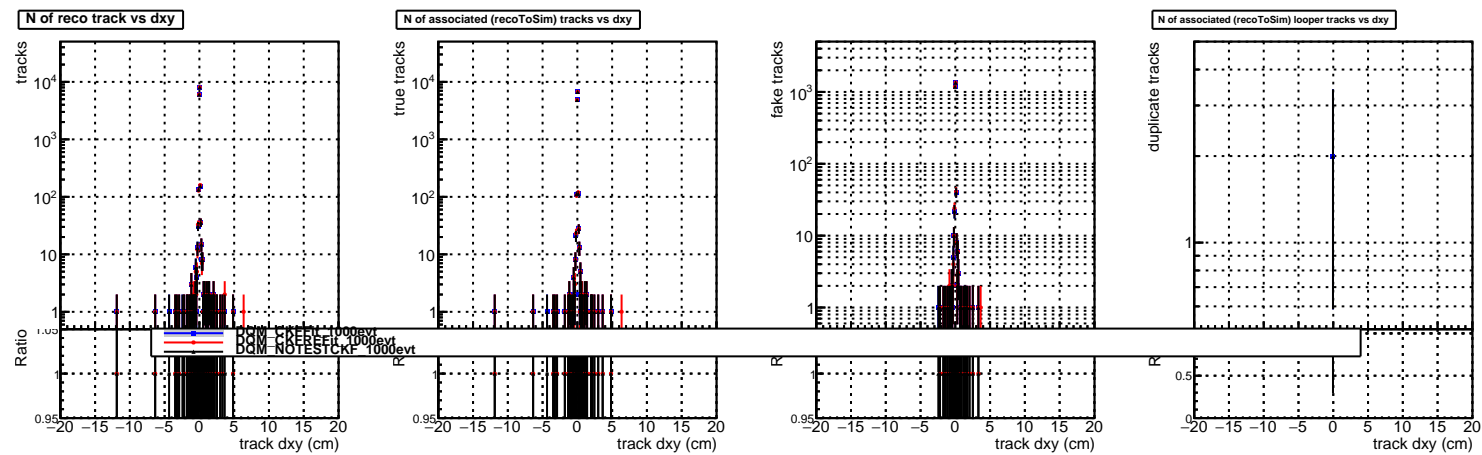 N of reco track vs dxy
N of associated (recoToSim) tracks vs dxy
N of associated (recoToSim) looper tracks vs dxy
tracks
10⁴
10³
10²
10
1
true tracks
10⁴
10³
10²
10
1
fake tracks
10³
10²
10
1
duplicate tracks
1
Ratio
1.05
1
0.95
DQM_CKFFit_1000evt
DQM_CKFREFit_1000evt
DQM_NOTESTCKF_1000evt
R
1
0.95
R
1
0.95
R
0.5
0
−20 −15 −10 −5 0 5 10 15 20
track dxy (cm)
−20 −15 −10 −5 0 5 10 15 20
track dxy (cm)
−20 −15 −10 −5 0 5 10 15 20
track dxy (cm)
−20 −15 −10 −5 0 5 10 15 20
track dxy (cm)